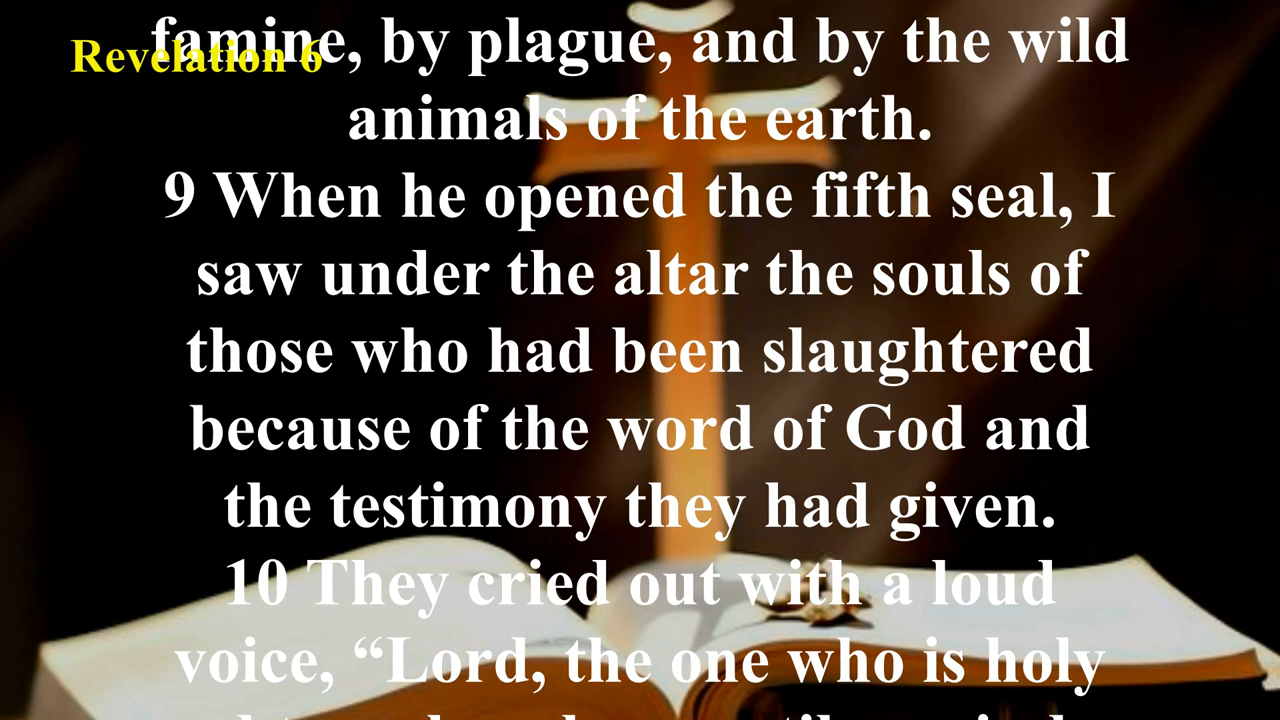 Revelation 6
famine, by plague, and by the wild
animals of the earth.
9 When he opened the fifth seal, I
saw under the altar the souls of
those who had been slaughtered
because of the word of God and
the testimony they had given.
10 They cried out with a loud
voice, “Lord, the one who is holy